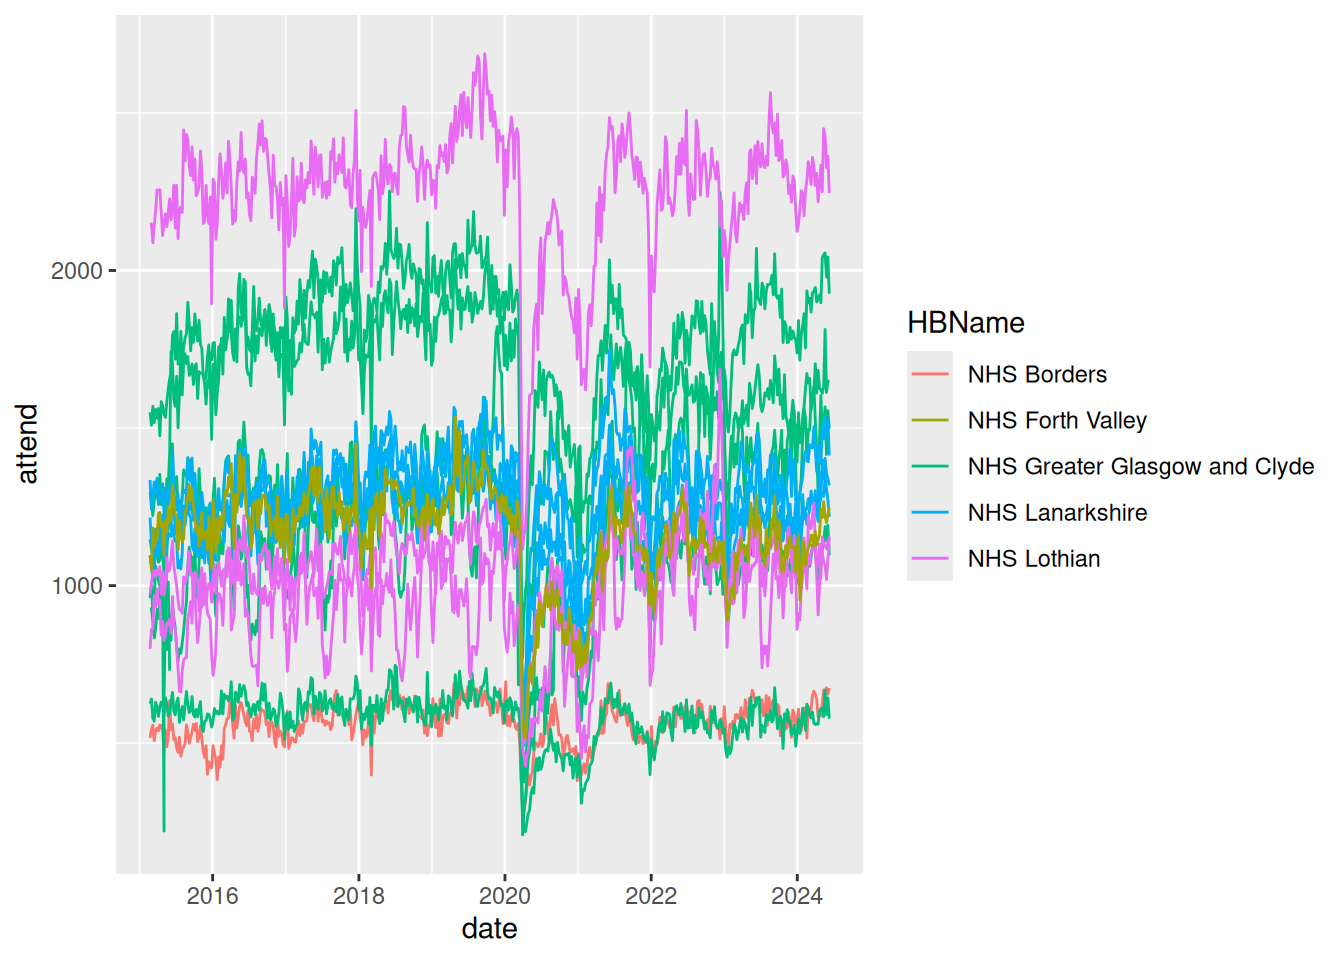 2000
1000
attend
2016 2018 2020 2022 2024
date
HBName
NHS Borders
NHS Forth Valley
NHS Greater Glasgow and Clyde
NHS Lanarkshire
NHS Lothian